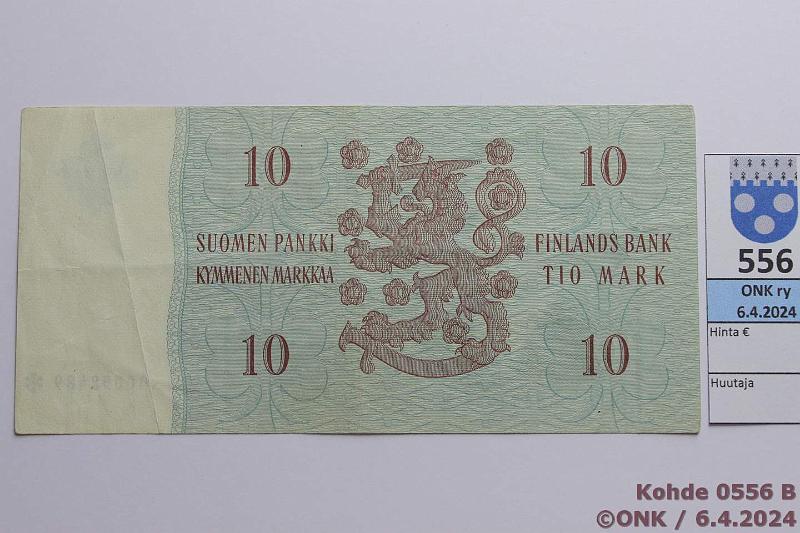 10
10
SUOMEN PANKKI
KYMMENEN MARKKAA
FINLANDS BANK
TIO MARK
10
10
556
ONK ry
6.4.2024
Hinta €
Huutaja
Kohde 0556 B
©ONK / 6.4.2024